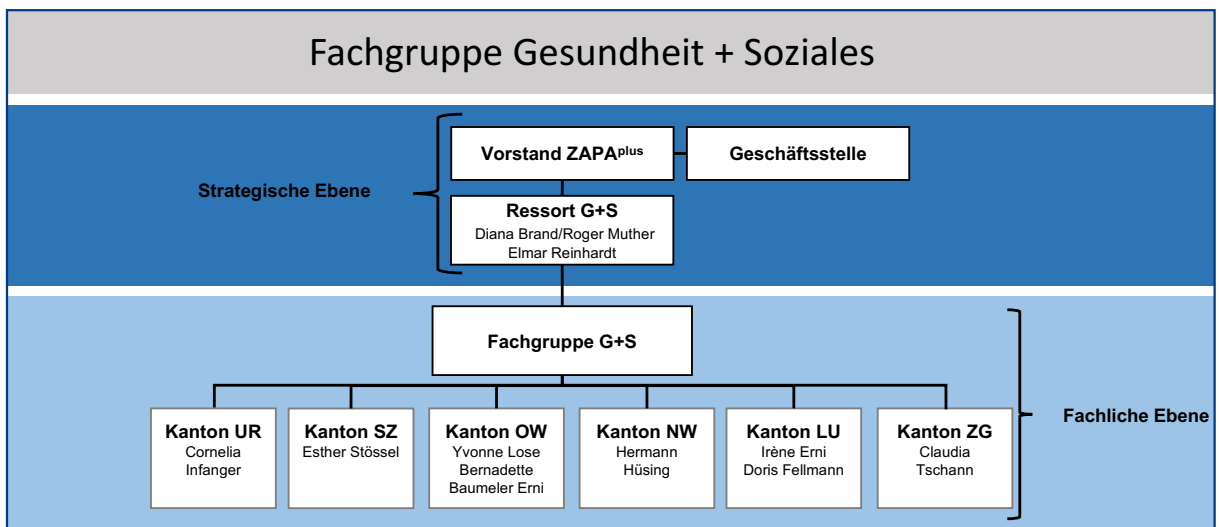 Fachgruppe Gesundheit + Soziales
Strategische Ebene
Vorstand ZAPAplus
Geschäftsstelle
Ressort G+S
Diana Brand/Roger Muther
Elmar Reinhardt
Fachgruppe G+S
Fachliche Ebene
Kanton UR
Cornelia
Infanger
Kanton SZ
Esther Stössel
Kanton OW
Yvonne Lose
Bernadette
Baumeler Erni
Kanton NW
Hermann
Hüsing
Kanton LU
Irène Erni
Doris Fellmann
Kanton ZG
Claudia
Tschann